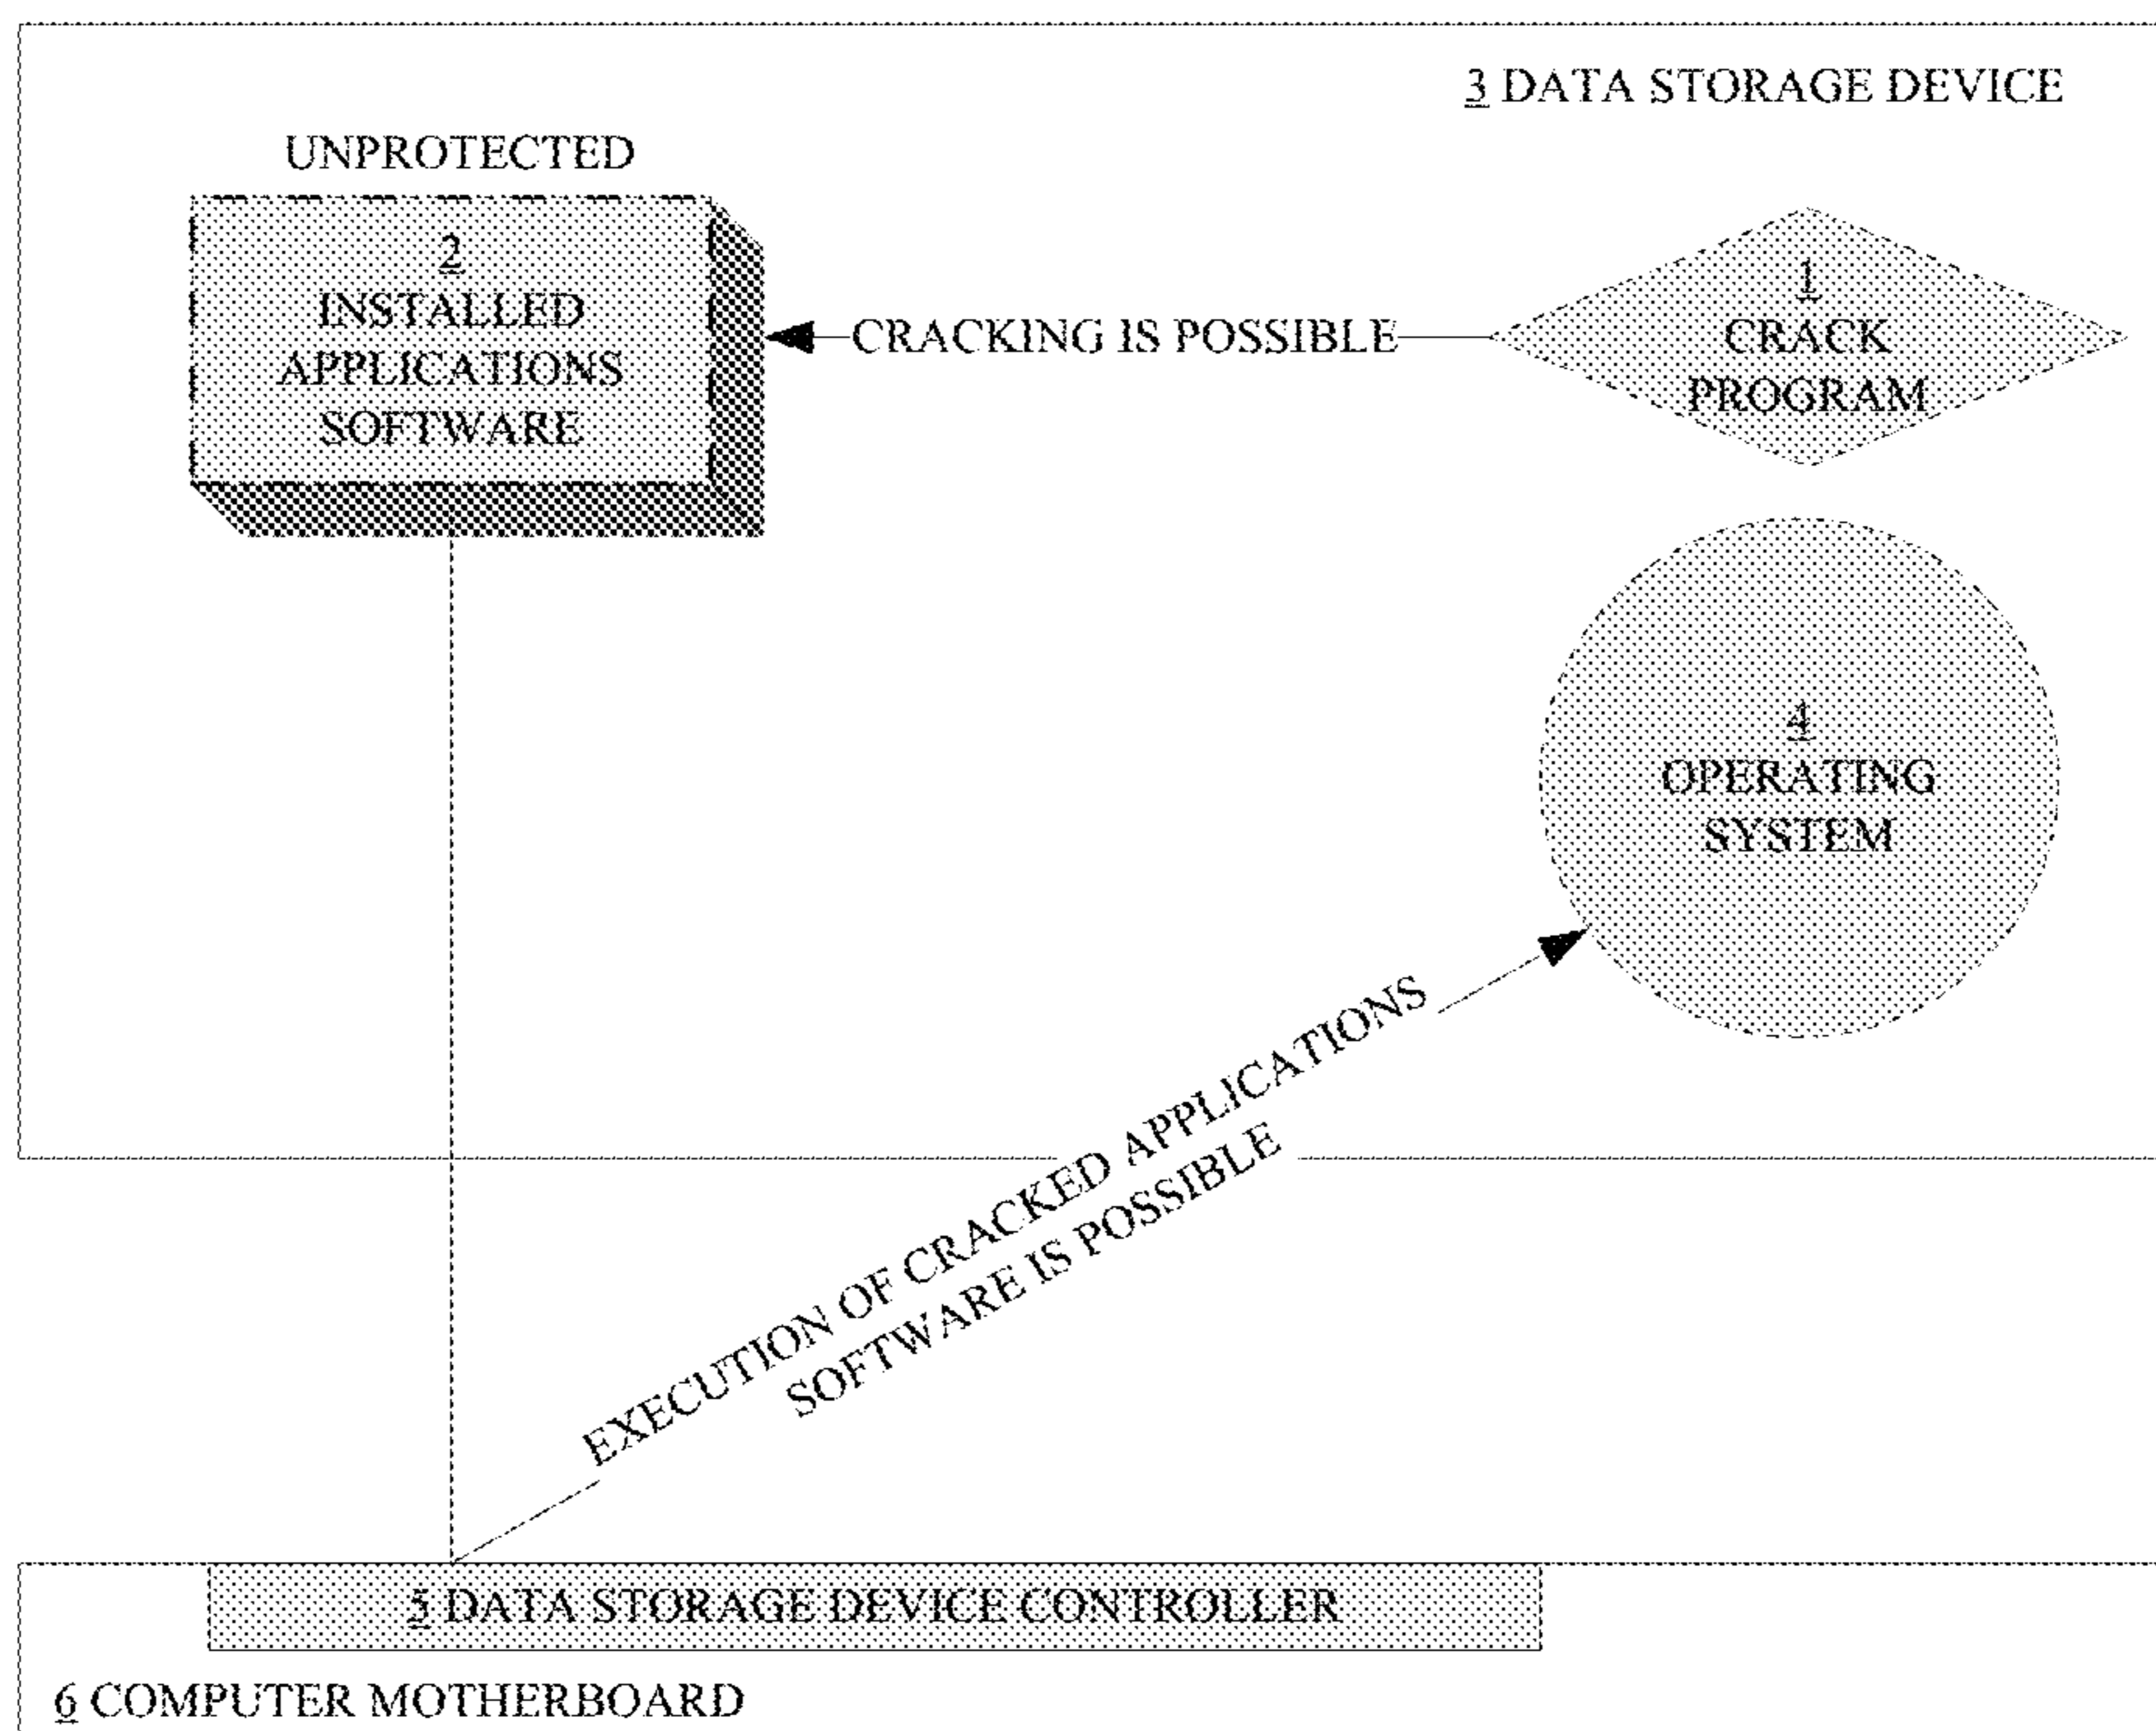 3 DATA STORAGE DEVICE
UNPROTECTED
2
INSTALLED
APPLICATIONS
SOFTWARE
CRACKING IS POSSIBLE
1
CRACK
PROGRAM
4
OPERATING
SYSTEM
EXECUTION OF CRACKED APPLICATIONS
SOFTWARE IS POSSIBLE
5 DATA STORAGE DEVICE CONTROLLER
6 COMPUTER MOTHERBOARD